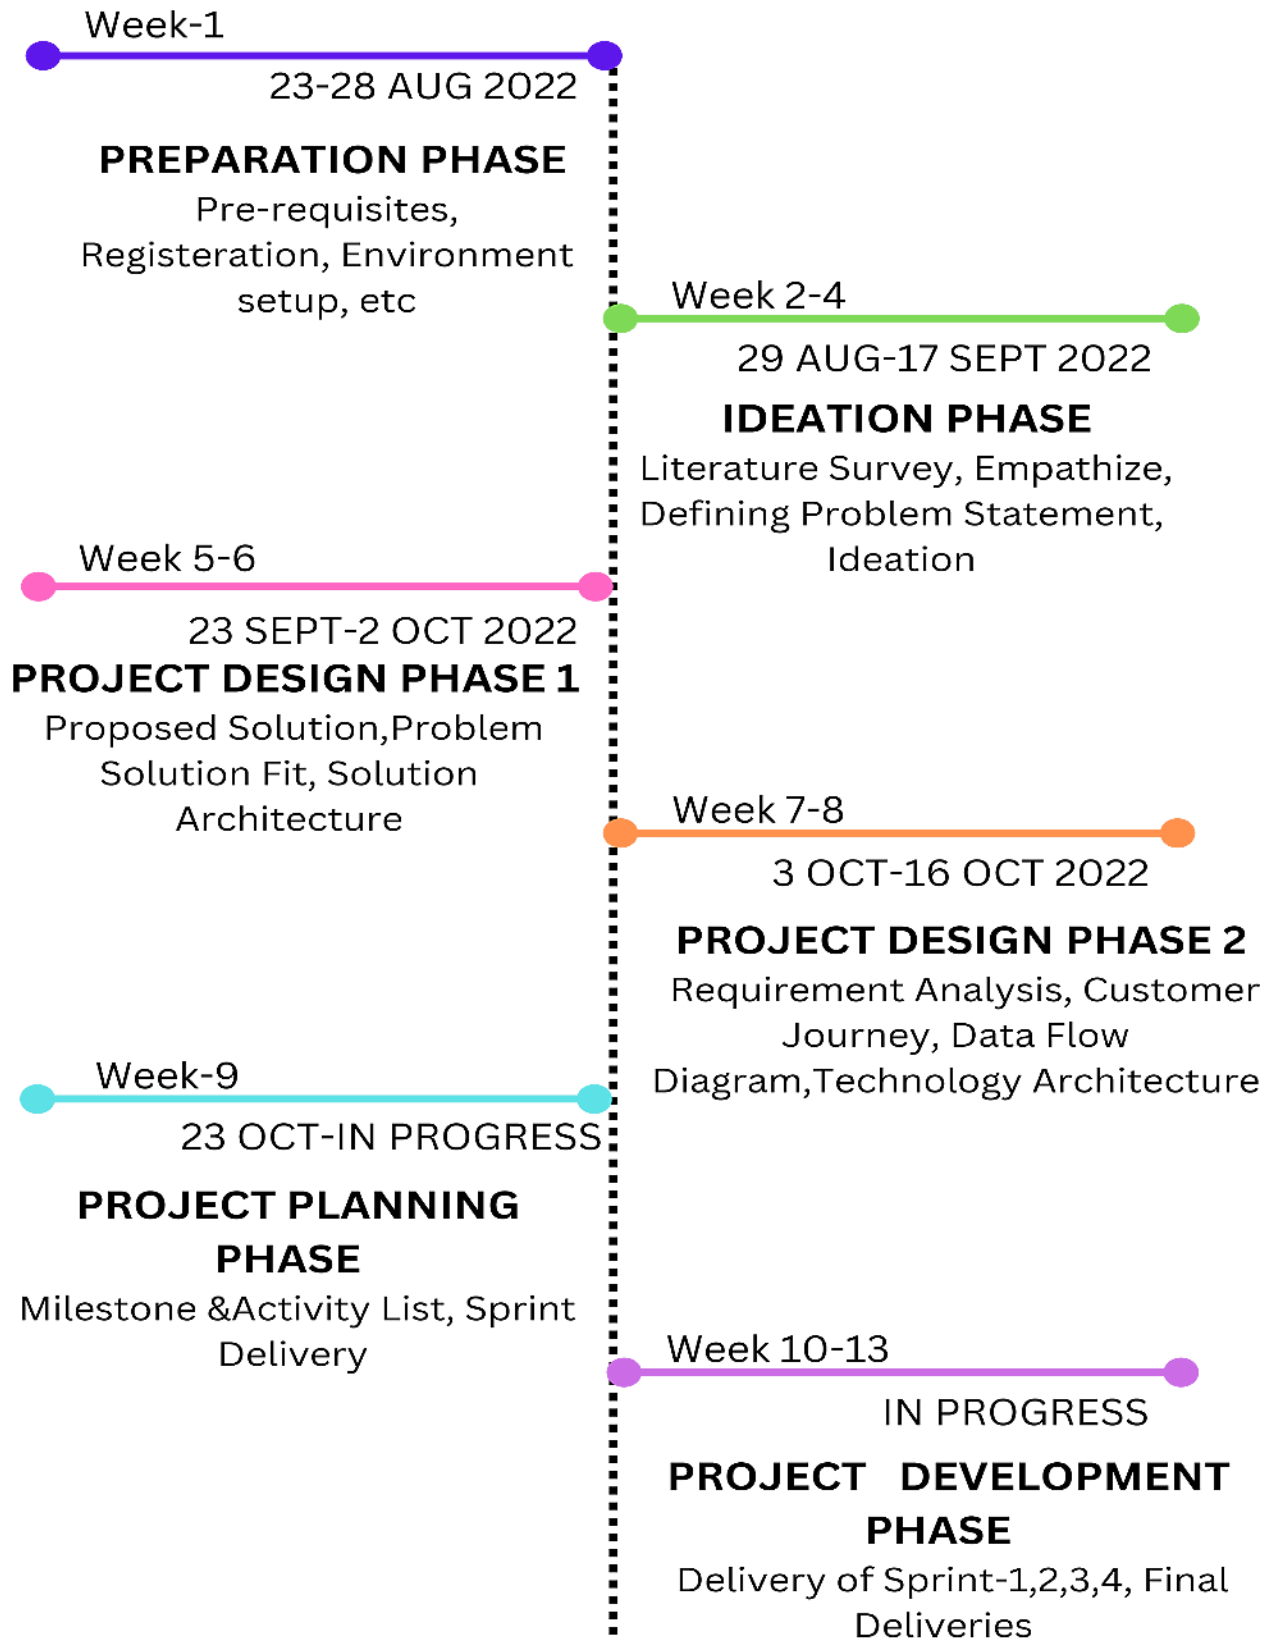 Week-1
23-28 AUG 2022
PREPARATION PHASE
Pre-requisites,
Registeration, Environment
setup, etc
Week 2-4
29 AUG-17 SEPT 2022
IDEATION PHASE
Literature Survey, Empathize,
Defining Problem Statement,
Ideation
Week 5-6
23 SEPT-2 OCT 2022
PROJECT DESIGN PHASE 1
Proposed Solution,Problem
Solution Fit, Solution
Architecture
Week 7-8
3 OCT-16 OCT 2022
PROJECT DESIGN PHASE 2
Requirement Analysis, Customer
Journey, Data Flow
Diagram,Technology Architecture
Week-9
23 OCT-IN PROGRESS
PROJECT PLANNING
PHASE
Milestone &Activity List, Sprint
Delivery
Week 10-13
IN PROGRESS
PROJECT DEVELOPMENT
PHASE
Delivery of Sprint-1,2,3,4, Final
Deliveries